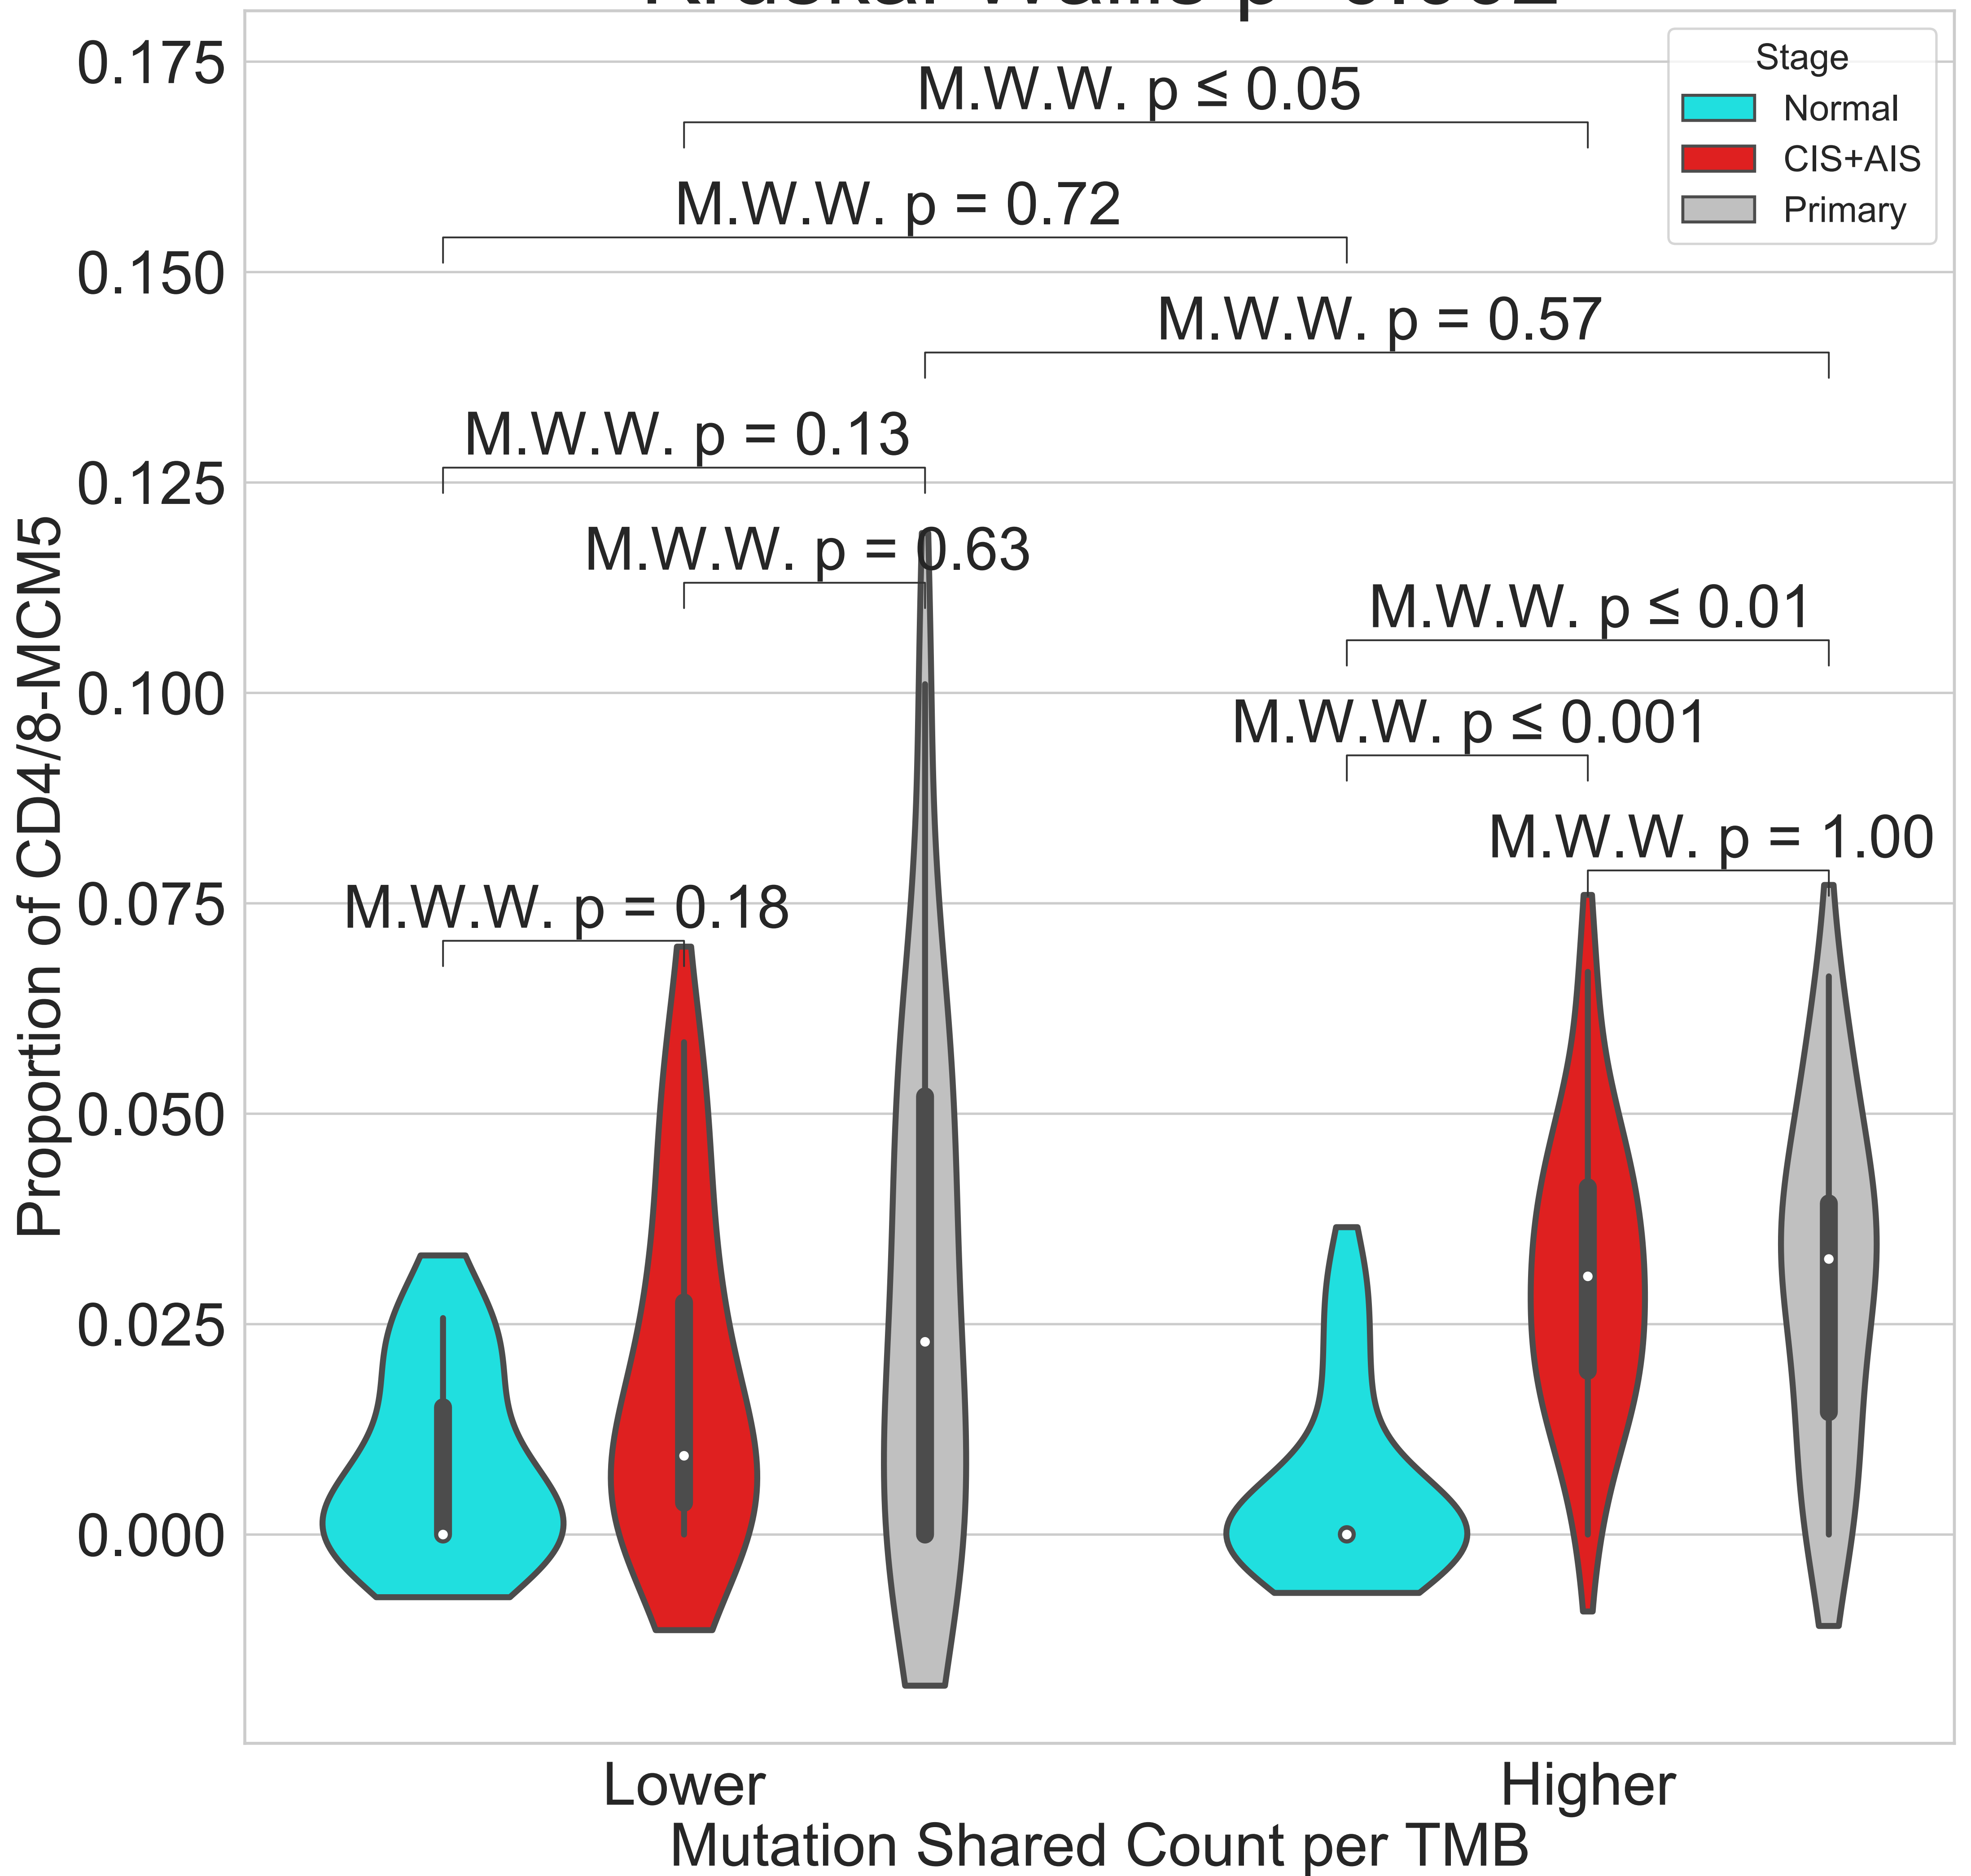 Stage
Normal
CIS+AIS
Primary
0.175
0.150
0.125
0.100
0.075
0.050
0.025
0.000
Proportion of CD4/8-MCM5
M.W.W. p ≤ 0.05
M.W.W. p = 0.72
M.W.W. p = 0.57
M.W.W. p = 0.13
M.W.W. p = 0.63
M.W.W. p ≤ 0.01
M.W.W. p ≤ 0.001
M.W.W. p = 1.00
M.W.W. p = 0.18
Lower
Higher
Mutation Shared Count per TMB